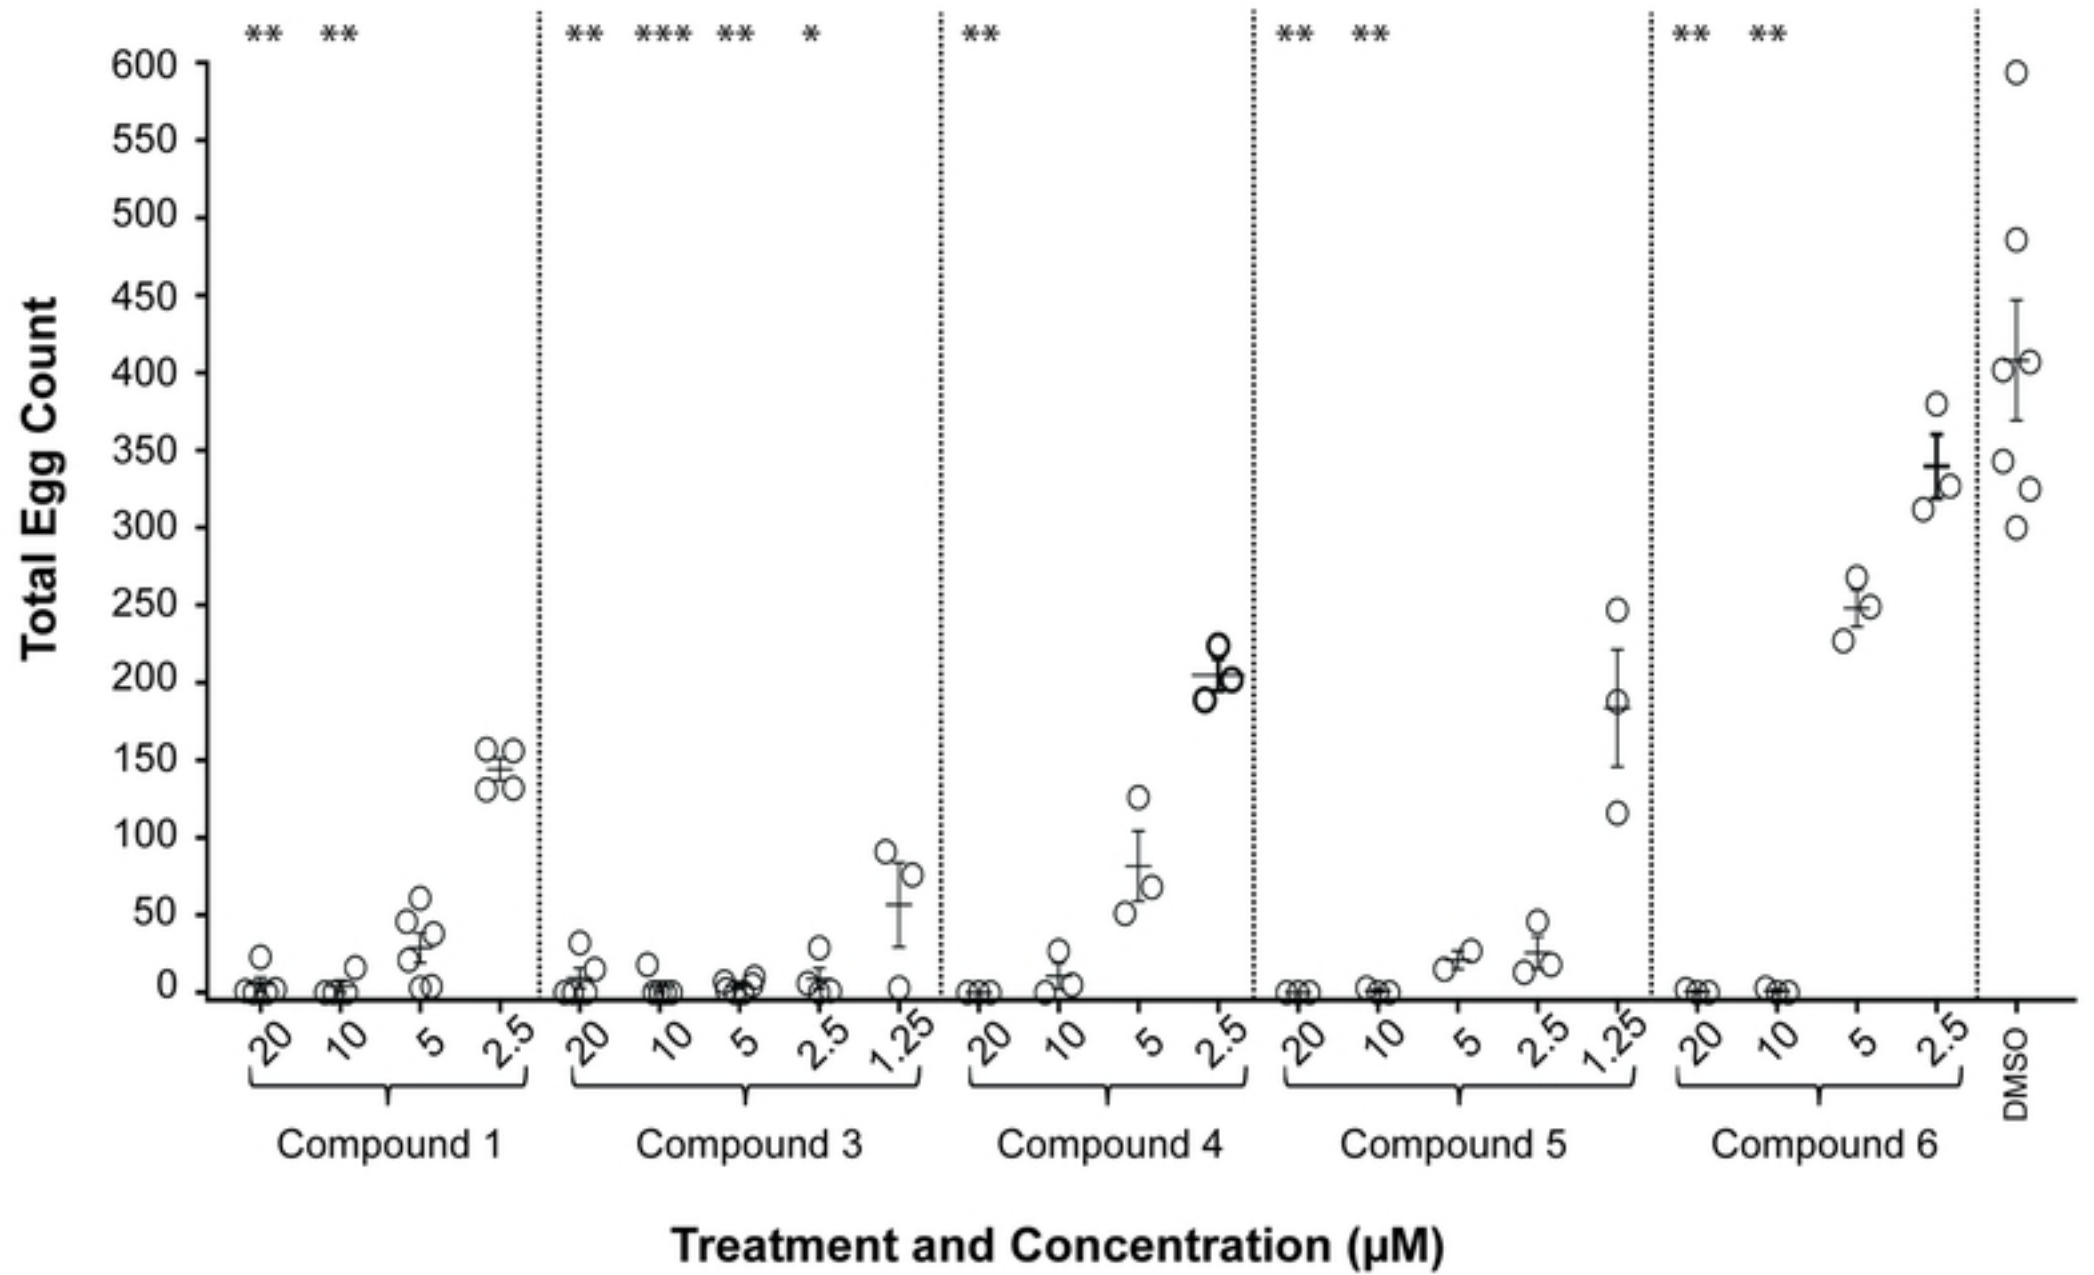 ** ** ** *** ** * ** ** ** ** **
600
550
500
450
400
350
300
250
200
150
100
50
0
Total Egg Count
20 10 5 2.5 20 10 5 2.5 1.25 20 10 5 2.5 20 10 5 2.5 1.25 20 10 5 2.5 DMSO
Compound 1 Compound 3 Compound 4 Compound 5 Compound 6
Treatment and Concentration (µM)